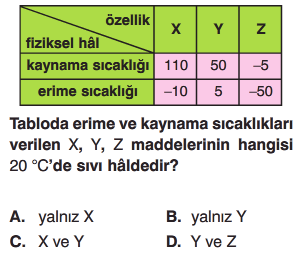 özellik
fiziksel hâl
X Y Z
kaynama sıcaklığı 110 50 –5
erime sıcaklığı –10 5 –50
Tabloda erime ve kaynama sıcaklıkları
verilen X, Y, Z maddelerinin hangisi
20 °C'de sıvı hâldedir?
A. yalnız X B. yalnız Y
C. X ve Y D. Y ve Z